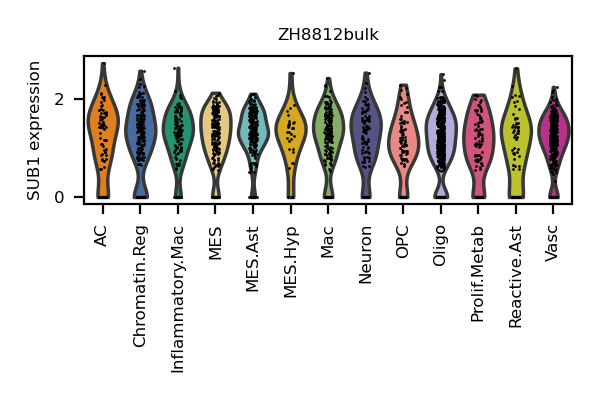 ZH8812bulk
SUB1 expression
2
0
AC
Chromatin.Reg
Inflammatory.Mac
MES
MES.Ast
MES.Hyp
Mac
Neuron
OPC
Oligo
Prolif.Metab
Reactive.Ast
Vasc